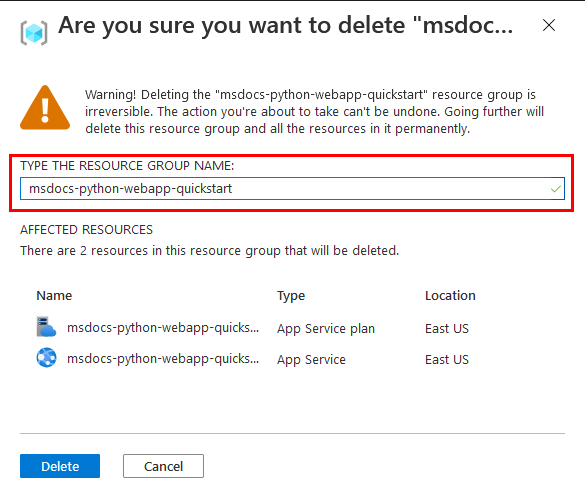 Are you sure you want to delete "msdoc...
Warning! Deleting the "msdocs-python-webapp-quickstart" resource group is
irreversible. The action you're about to take can't be undone. Going further will
delete this resource group and all the resources in it permanently.
TYPE THE RESOURCE GROUP NAME:
msdocs-python-webapp-quickstart
AFFECTED RESOURCES
There are 2 resources in this resource group that will be deleted.
Name Type Location
msdocs-python-webapp-quicks... App Service plan East US
msdocs-python-webapp-quicks... App Service East US
Delete Cancel